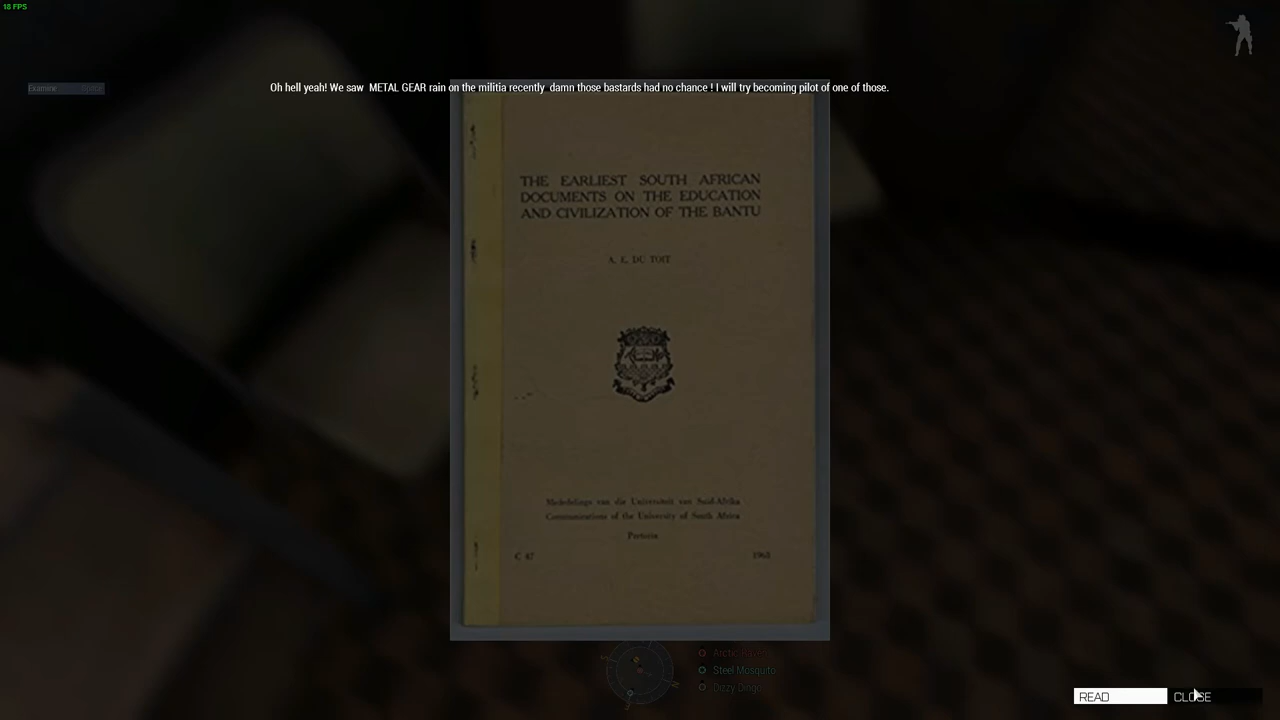 18 FPS
Examine Space
Oh hell yeah! We saw METAL GEAR rain on the militia recently damn those bastards had no chance ! I will try becoming pilot of one of those.
THE EARLIEST SOUTH AFRICAN
DOCUMENTS ON THE EDUCATION
AND CIVILIZATION OF THE BANTU
A. E. DU TOIT
Mededelings van die Universiteit van Suid-Afrika
Communications of the University of South Africa
Pretoria
C 47 1963
Steel Mosquito
Dizzy Dingo
READ CLOSE